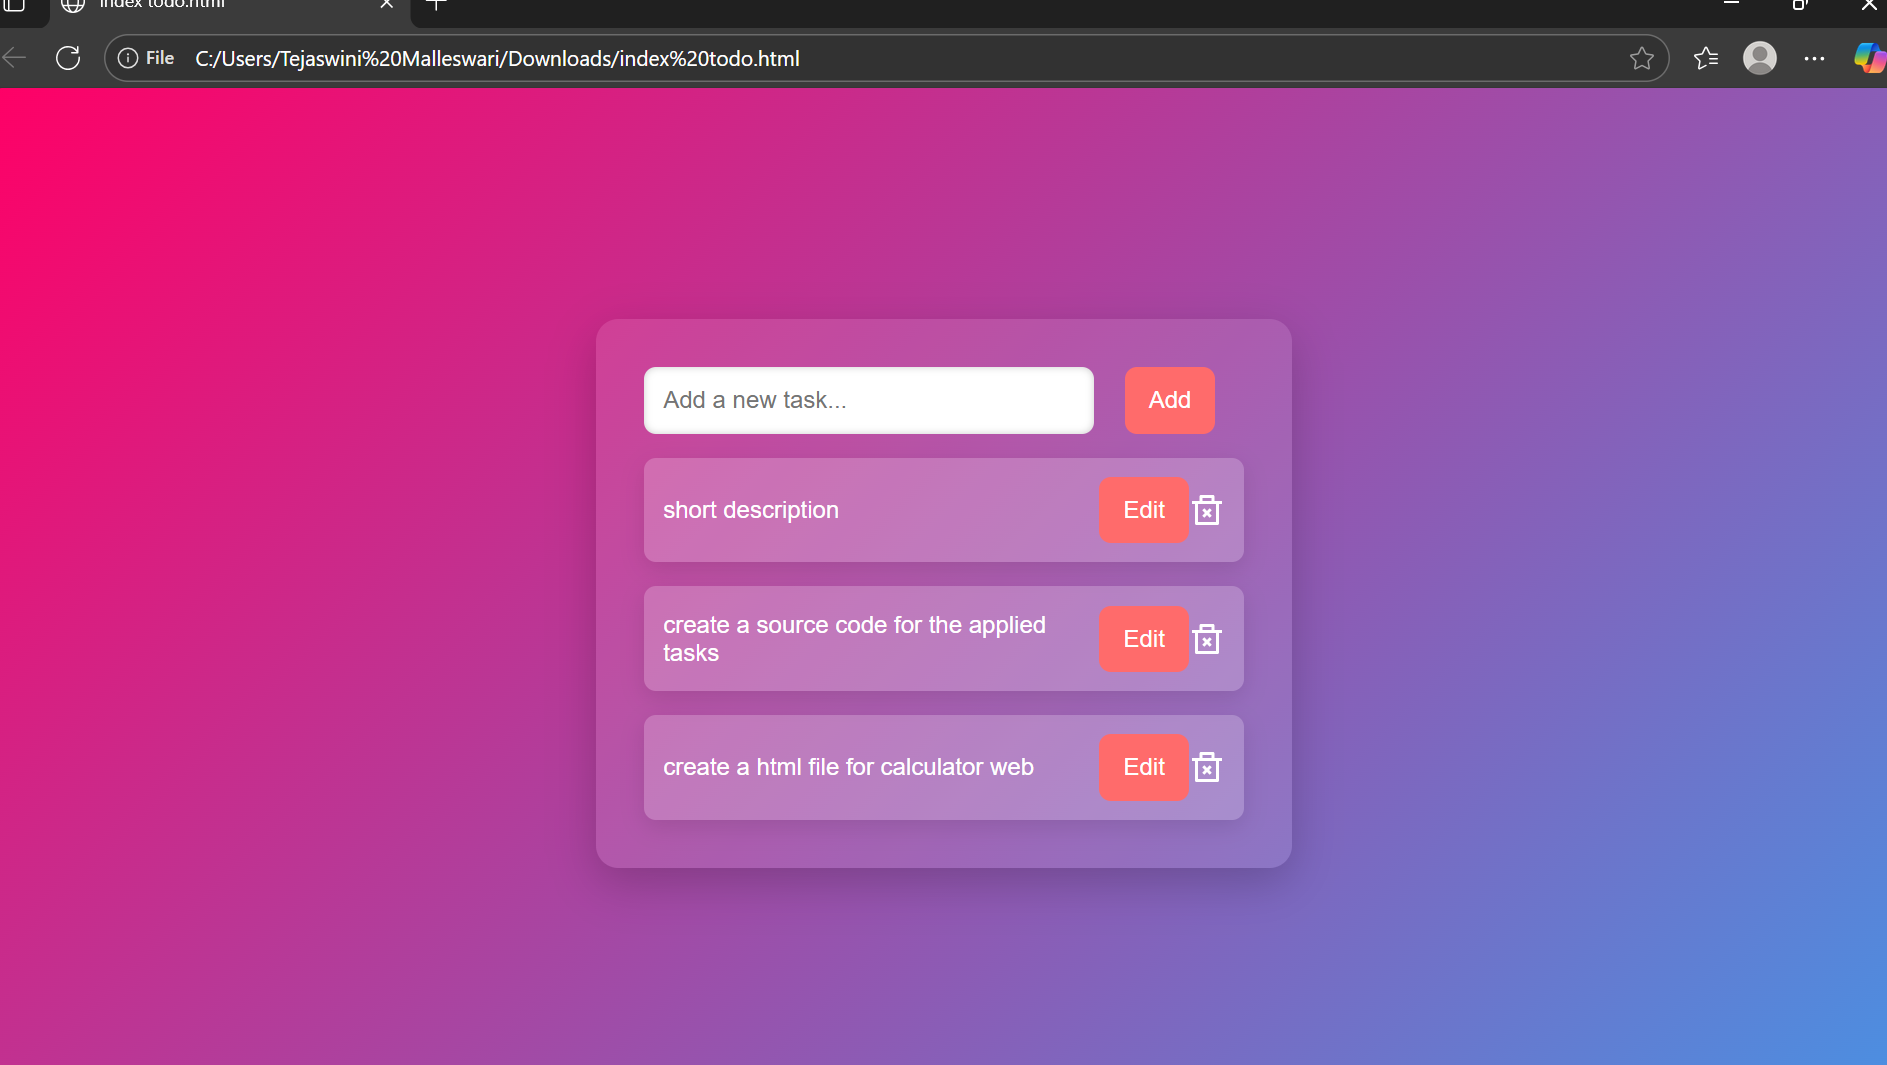 index todo.html
File C:/Users/Tejaswini%20Malleswari/Downloads/index%20todo.html
Add a new task... Add
short description Edit
create a source code for the applied
tasks Edit
create a html file for calculator web Edit